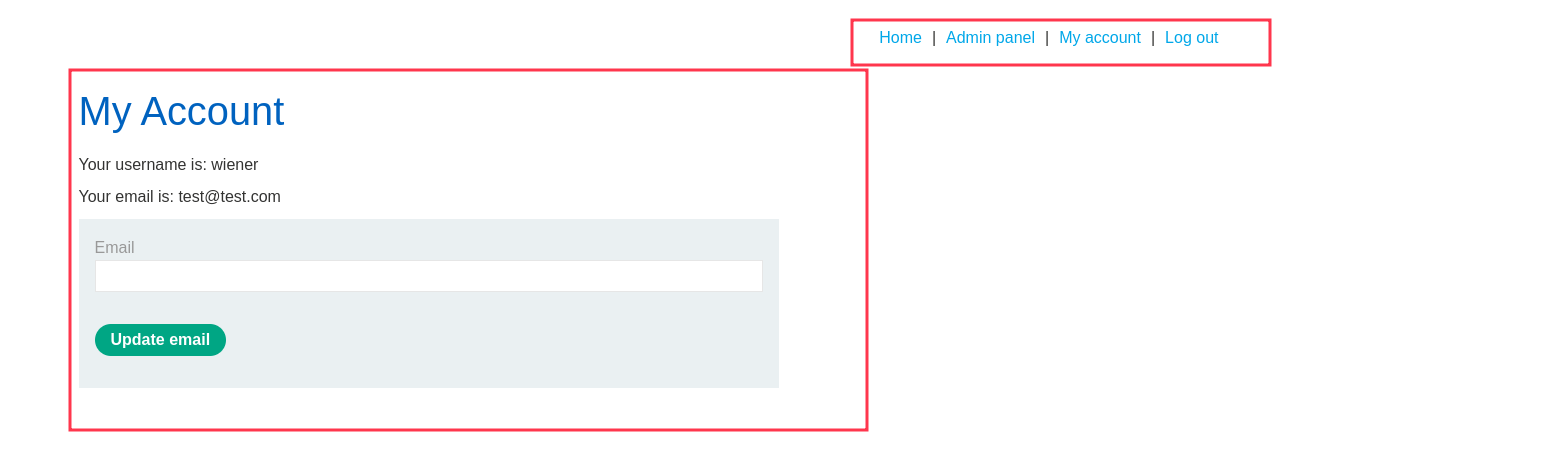 Home | Admin panel | My account | Log out
My Account
Your username is: wiener
Your email is: test@test.com
Email
Update email